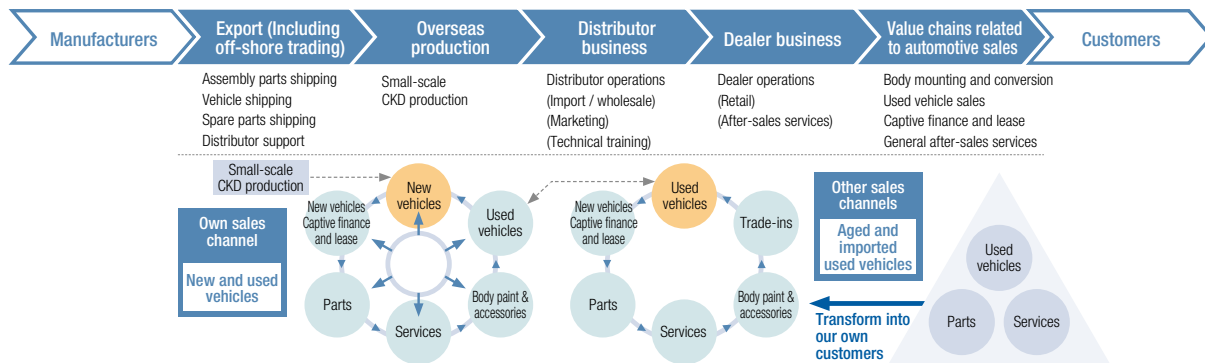 Manufacturers
Export (Including
off-shore trading)
Overseas
production
Distributor
business
Dealer business
Value chains related
to automotive sales
Customers
Assembly parts shipping
Vehicle shipping
Spare parts shipping
Distributor support
Small-scale
CKD production
Distributor operations
(Import / wholesale)
(Marketing)
(Technical training)
Dealer operations
(Retail)
(After-sales services)
Body mounting and conversion
Used vehicle sales
Captive finance and lease
General after-sales services
Small-scale
CKD production
Own sales
channel
New and used
vehicles
New
vehicles
New vehicles
Captive finance
and lease
Used
vehicles
Parts
Services
Body paint &
accessories
Used
vehicles
New vehicles
Captive finance
and lease
Trade-ins
Parts
Services
Body paint &
accessories
Other sales
channels
Aged and
imported
used vehicles
Transform into
our own
customers
Used
vehicles
Parts
Services